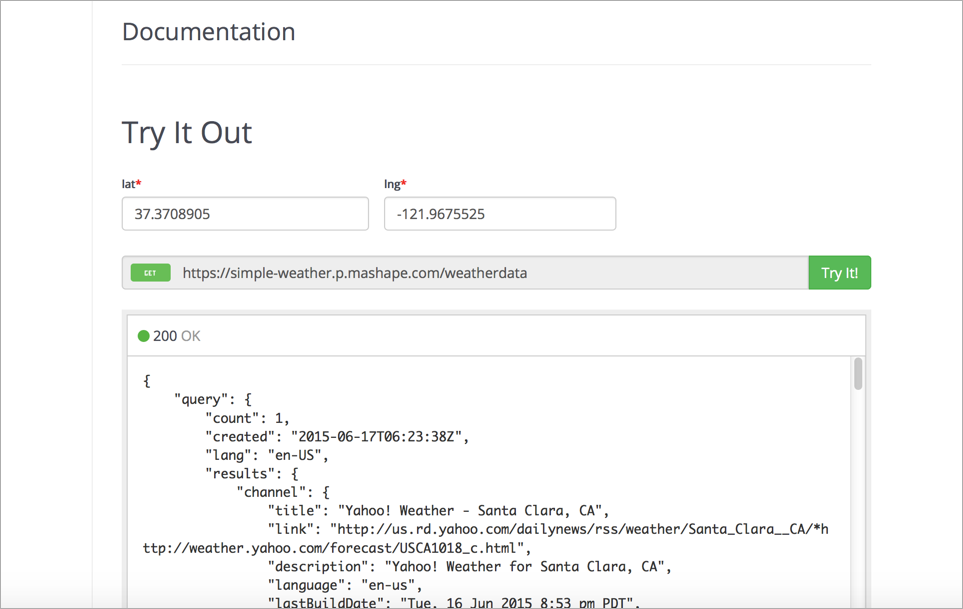 Documentation
Try It Out
lat* lng*
37.3708905 -121.9675525
GET https://simple-weather.p.mashape.com/weatherdata Try It!
200 OK
{
"query": {
"count": 1,
"created": "2015-06-17T06:23:38Z",
"lang": "en-US",
"results": {
"channel": {
"title": "Yahoo! Weather - Santa Clara, CA",
"link": "http://us.rd.yahoo.com/dailynews/rss/weather/Santa_Clara__CA/*h
ttp://weather.yahoo.com/forecast/USCA1018_c.html",
"description": "Yahoo! Weather for Santa Clara, CA",
"language": "en-us",
"lastBuildDate": "Tue, 16 Jun 2015 8:53 pm PDT",